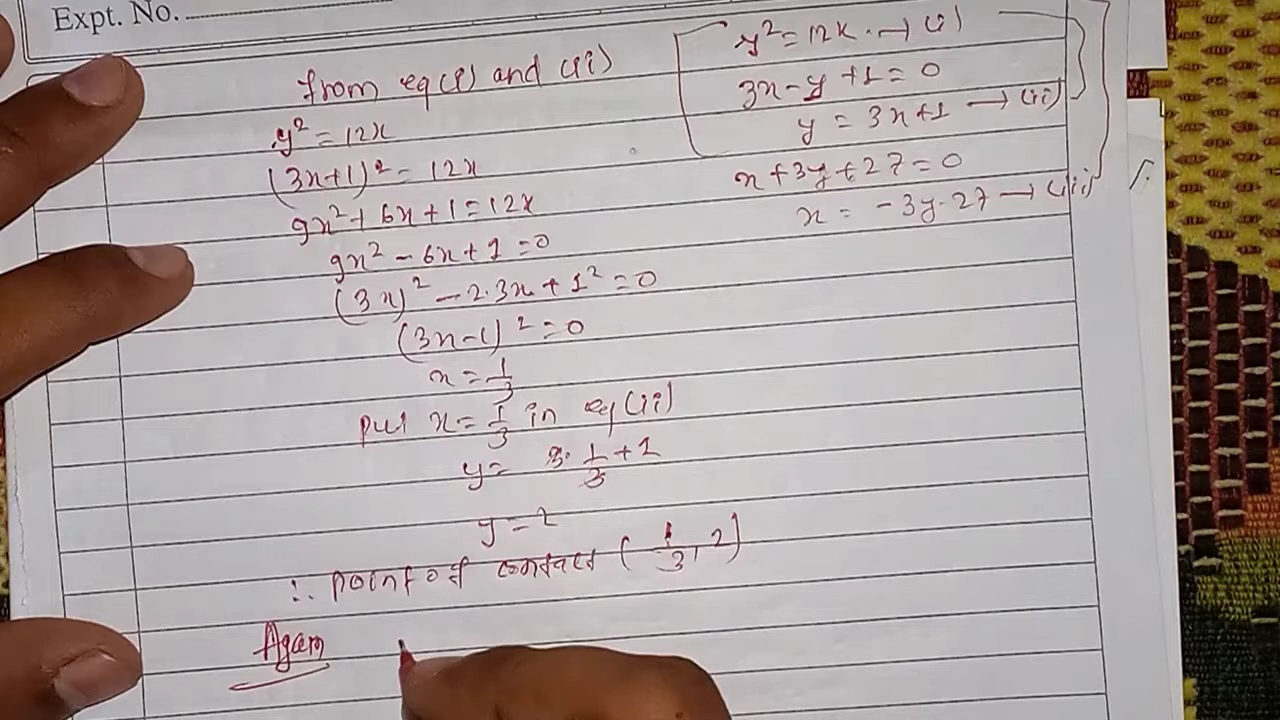 Expt. No.
from eq(i) and (ii)
y² = 12x
(3x+1)² = 12x
9x² + 6x + 1 = 12x
9x² - 6x + 1 = 0
(3x)² - 2·3x + 1² = 0
(3x-1)² = 0
x = 1/3
put x = 1/3 in eq(ii)
y = 3·1/3 + 1
y = 2
∴ point of contact (1/3, 2)
Again
y² = 12x → (i)
3x - y + 1 = 0
y = 3x+1 → (ii)
x + 3y + 27 = 0
x = -3y-27 → (iii)